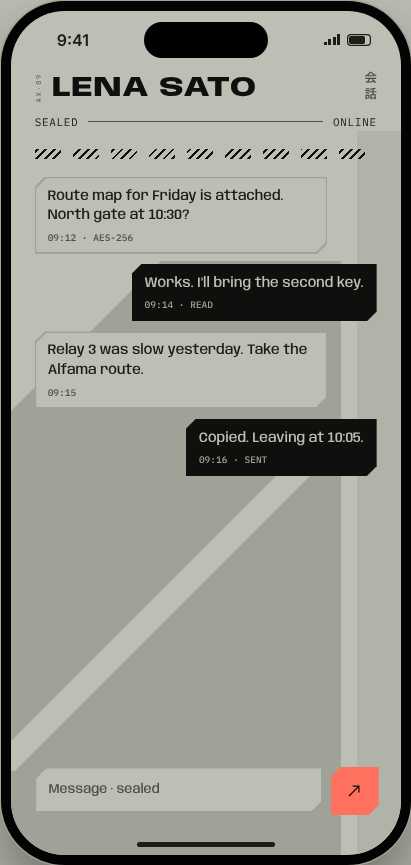 9:41
AX-09
LENA SATO
会話
SEALED
ONLINE
Route map for Friday is attached.
North gate at 10:30?
09:12 · AES-256
Works. I'll bring the second key.
09:14 · READ
Relay 3 was slow yesterday. Take the
Alfama route.
09:15
Copied. Leaving at 10:05.
09:16 · SENT
Message · sealed